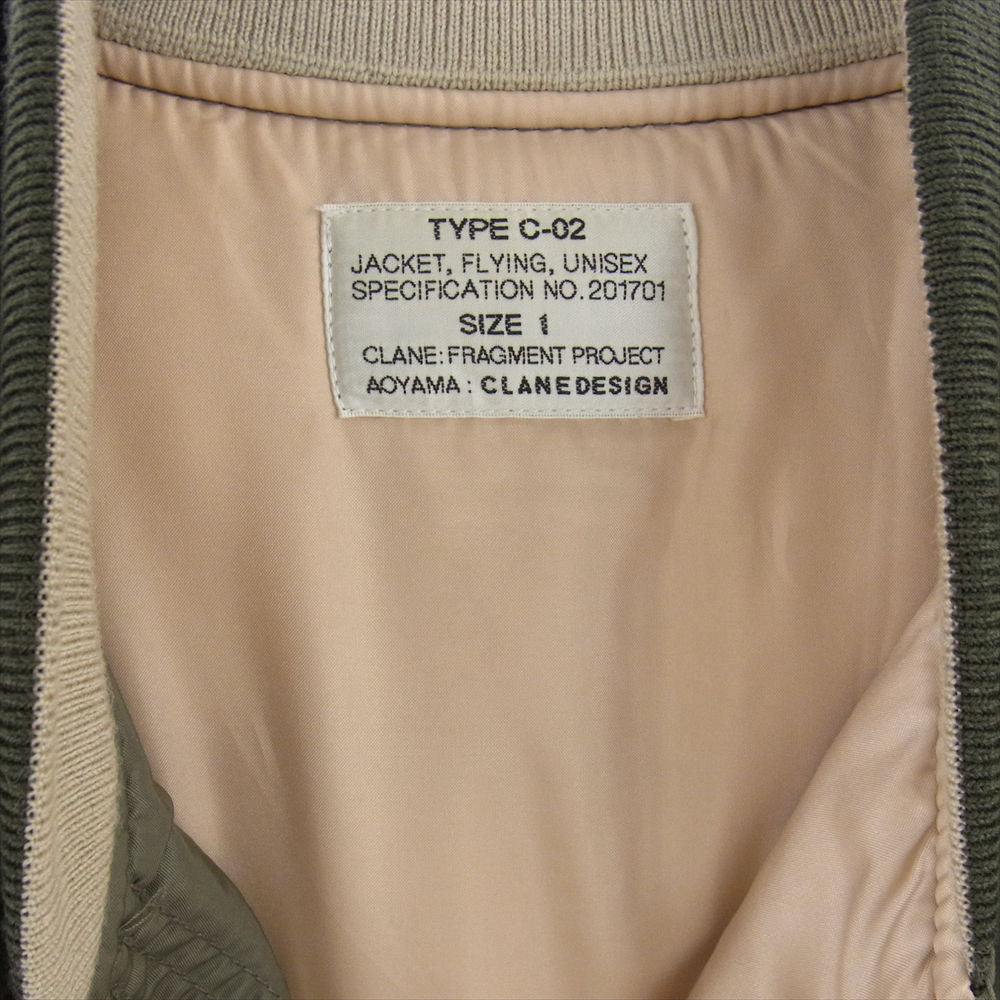 TYPE C-02
JACKET, FLYING, UNISEX
SPECIFICATION NO. 201701
SIZE 1
CLANE: FRAGMENT PROJECT
AOYAMA : CLANEDESIGN